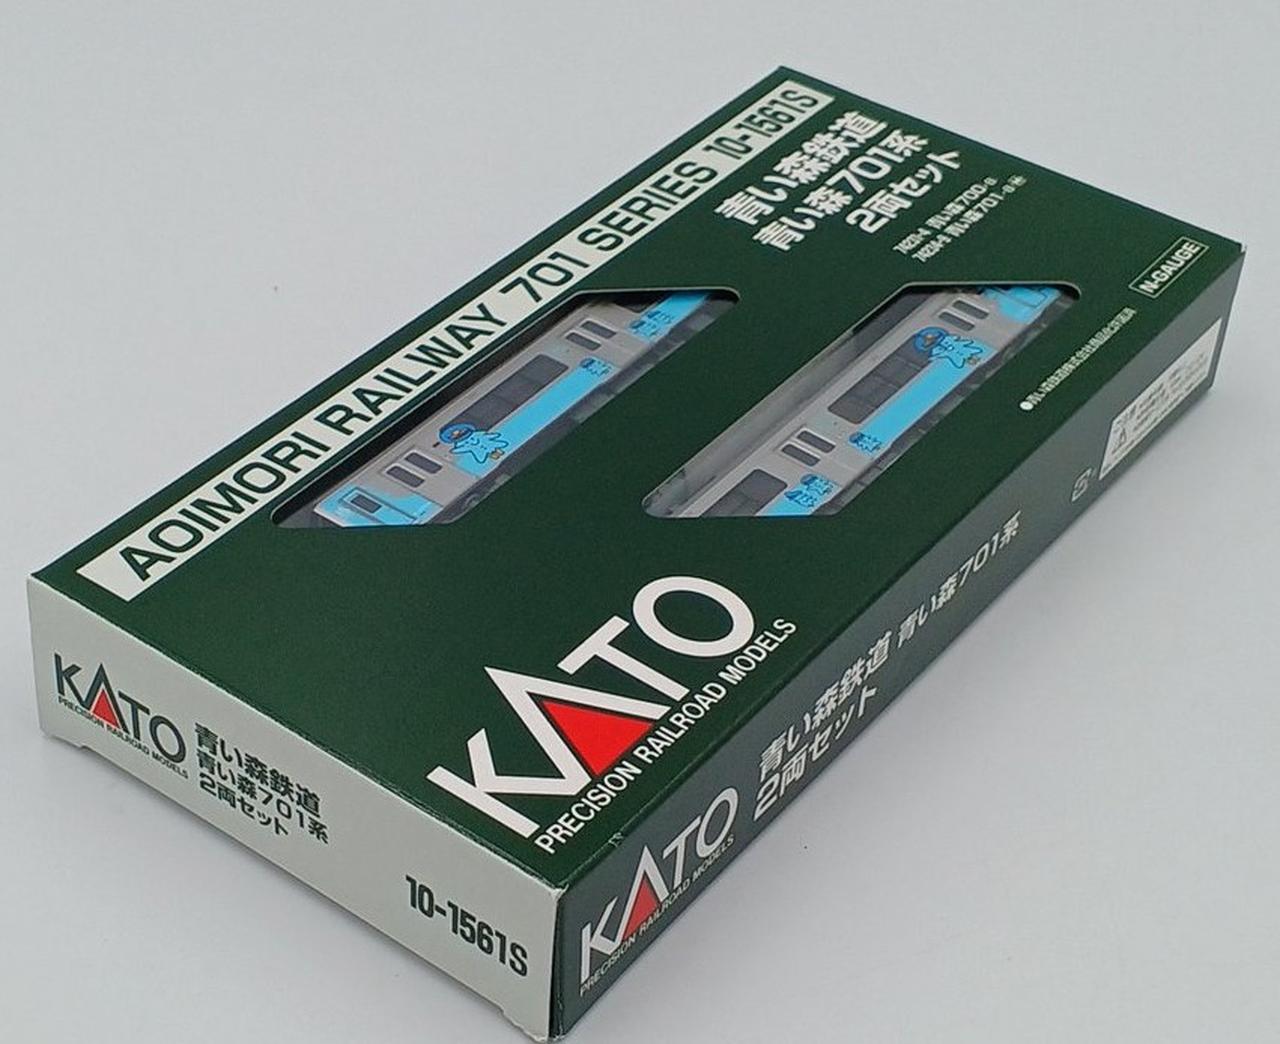 AOIMORI RAILWAY 701 SERIES 10-1561S
青い森鉄道
青い森701系
2両セット
N-GAUGE
KATO
PRECISION RAILROAD MODELS
KATO
PRECISION RAILROAD MODELS
青い森鉄道
青い森701系
2両セット
10-1561S
KATO
PRECISION RAILROAD MODELS
青い森鉄道 青い森701系
2両セット